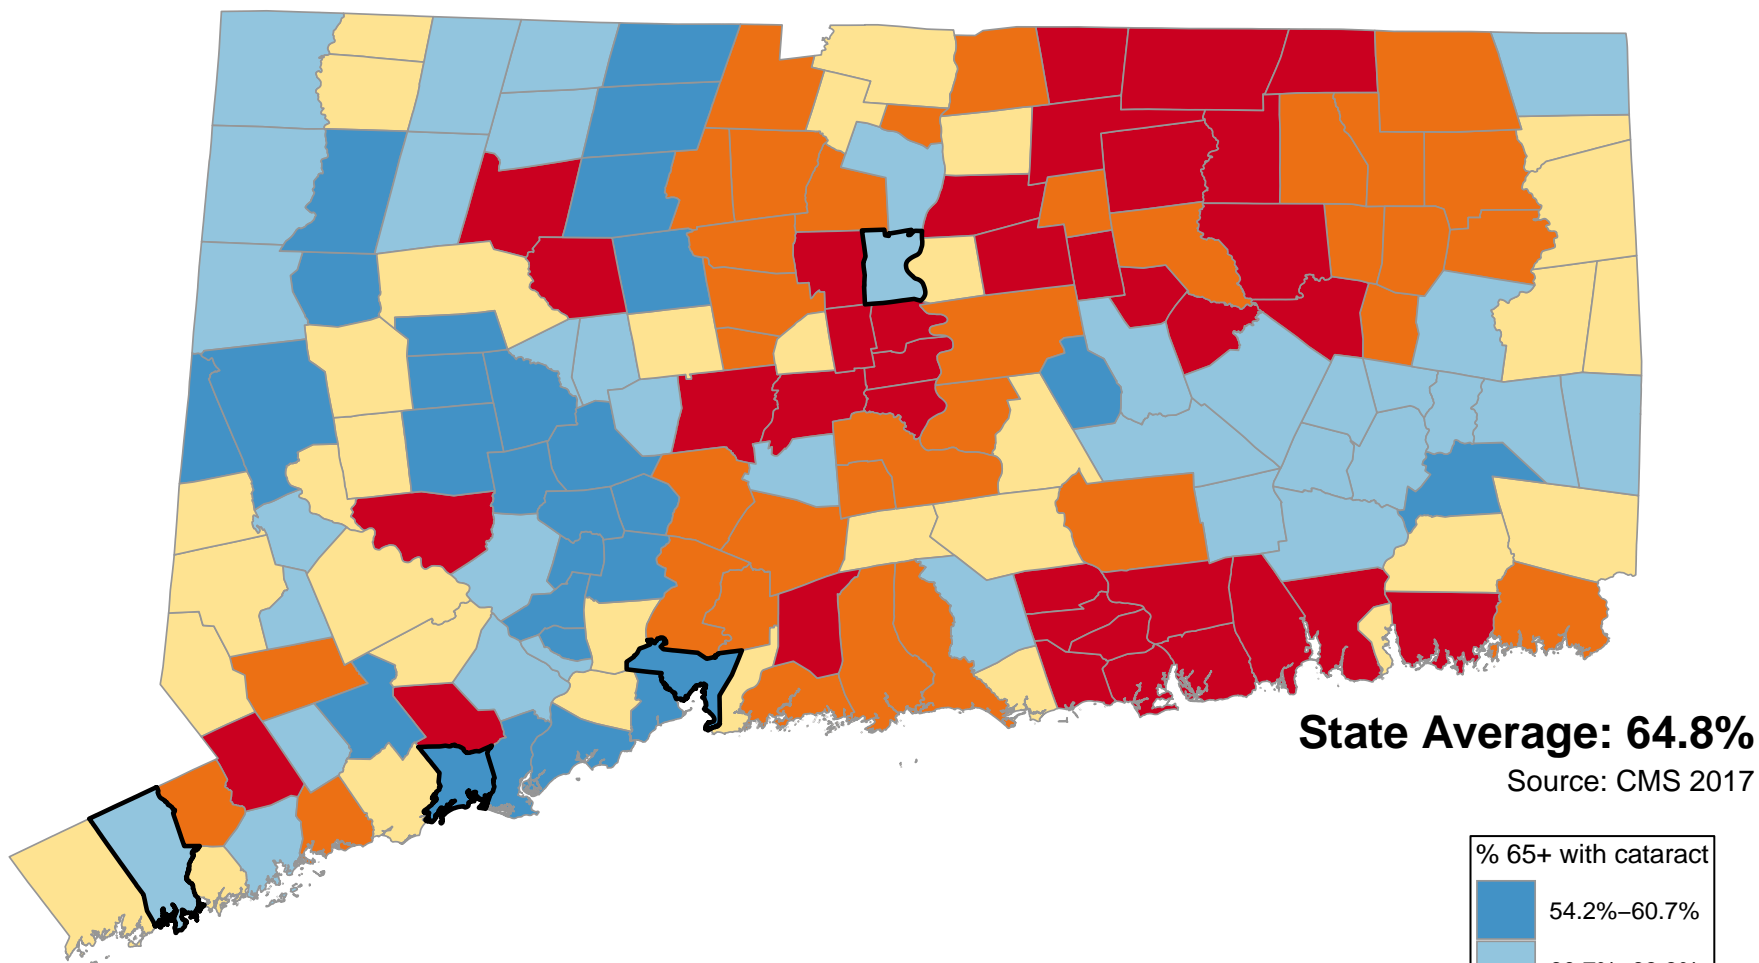 State Average: 64.8%
Source: CMS 2017
% 65+ with cataract
54.2%–60.7%